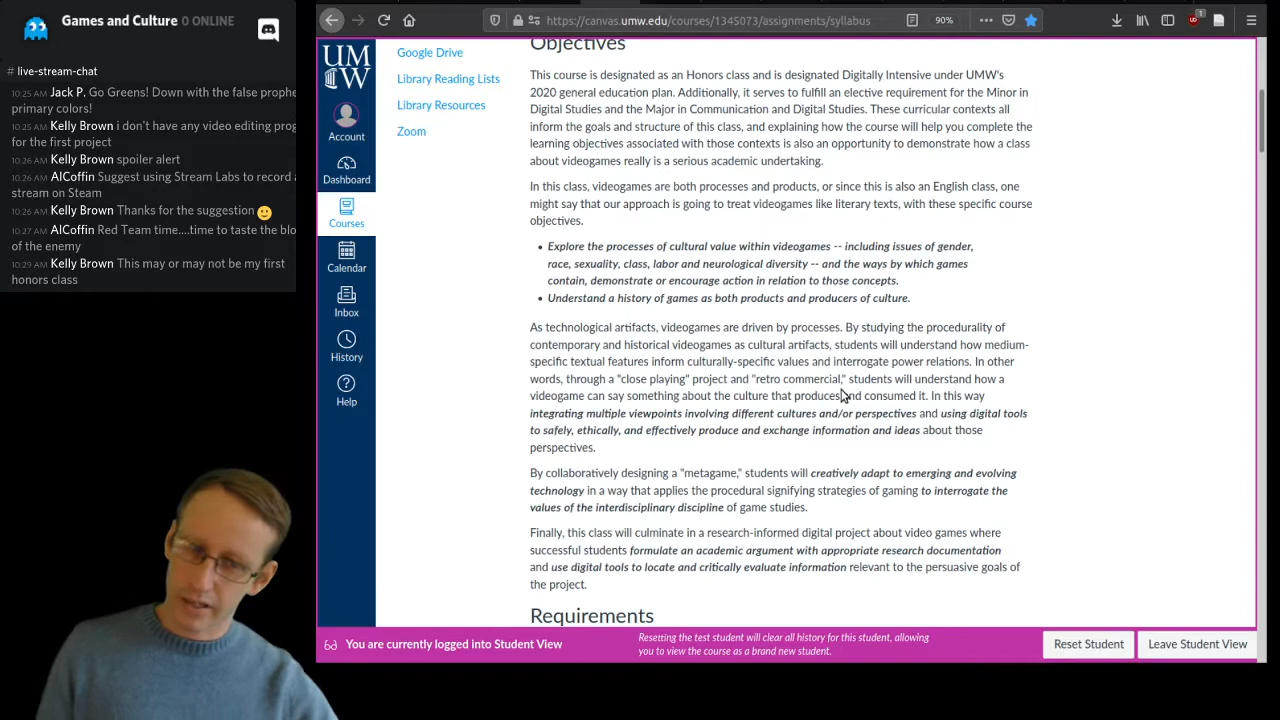 Games and Culture 0 ONLINE
# live-stream-chat
10:25 AM Jack P. Go Greens! Down with the false prophe
primary colors!
10:25 AM Kelly Brown i don't have any video editing prog
for the first project
10:26 AM Kelly Brown spoiler alert
10:26 AM AlCoffin Suggest using Stream Labs to record a
stream on Steam
10:26 AM Kelly Brown Thanks for the suggestion
10:27 AM AlCoffin Red Team time....time to taste the blo
of the enemy
10:29 AM Kelly Brown This may or may not be my first
honors class
https://canvas.umw.edu/courses/1345073/assignments/syllabus
90%
1
UM
W
Account
Dashboard
Courses
Calendar
Inbox
History
Help
Google Drive
Library Reading Lists
Library Resources
Zoom
Objectives
This course is designated as an Honors class and is designated Digitally Intensive under UMW's
2020 general education plan. Additionally, it serves to fulfill an elective requirement for the Minor in
Digital Studies and the Major in Communication and Digital Studies. These curricular contexts all
inform the goals and structure of this class, and explaining how the course will help you complete the
learning objectives associated with those contexts is also an opportunity to demonstrate how a class
about videogames really is a serious academic undertaking.
In this class, videogames are both processes and products, or since this is also an English class, one
might say that our approach is going to treat videogames like literary texts, with these specific course
objectives.
• Explore the processes of cultural value within videogames -- including issues of gender,
race, sexuality, class, labor and neurological diversity -- and the ways by which games
contain, demonstrate or encourage action in relation to those concepts.
• Understand a history of games as both products and producers of culture.
As technological artifacts, videogames are driven by processes. By studying the procedurality of
contemporary and historical videogames as cultural artifacts, students will understand how medium-
specific textual features inform culturally-specific values and interrogate power relations. In other
words, through a "close playing" project and "retro commercial," students will understand how a
videogame can say something about the culture that produces and consumed it. In this way
integrating multiple viewpoints involving different cultures and/or perspectives and using digital tools
to safely, ethically, and effectively produce and exchange information and ideas about those
perspectives.
By collaboratively designing a "metagame," students will creatively adapt to emerging and evolving
technology in a way that applies the procedural signifying strategies of gaming to interrogate the
values of the interdisciplinary discipline of game studies.
Finally, this class will culminate in a research-informed digital project about video games where
successful students formulate an academic argument with appropriate research documentation
and use digital tools to locate and critically evaluate information relevant to the persuasive goals of
the project.
Requirements
You are currently logged into Student View
Resetting the test student will clear all history for this student, allowing
you to view the course as a brand new student.
Reset Student
Leave Student View